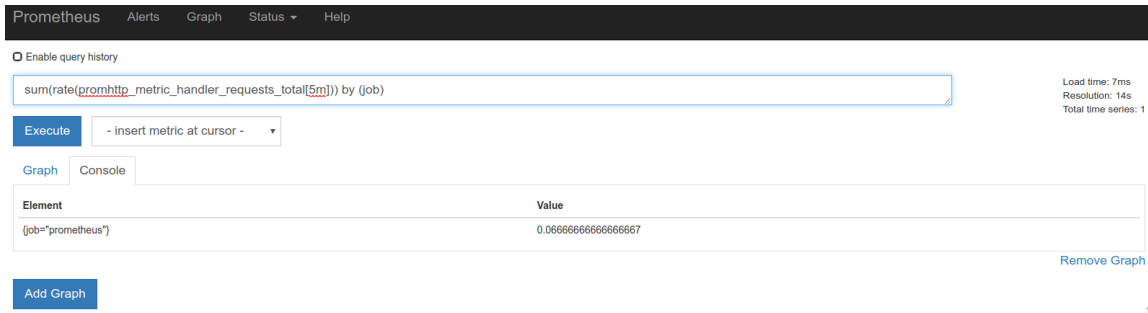 Prometheus Alerts Graph Status Help
Enable query history
sum(rate(promhttp_metric_handler_requests_total[5m])) by (job)
Load time: 7ms
Resolution: 14s
Total time series: 1
Execute - insert metric at cursor -
Graph Console
Element Value
{job="prometheus"} 0.06666666666666667
Remove Graph
Add Graph